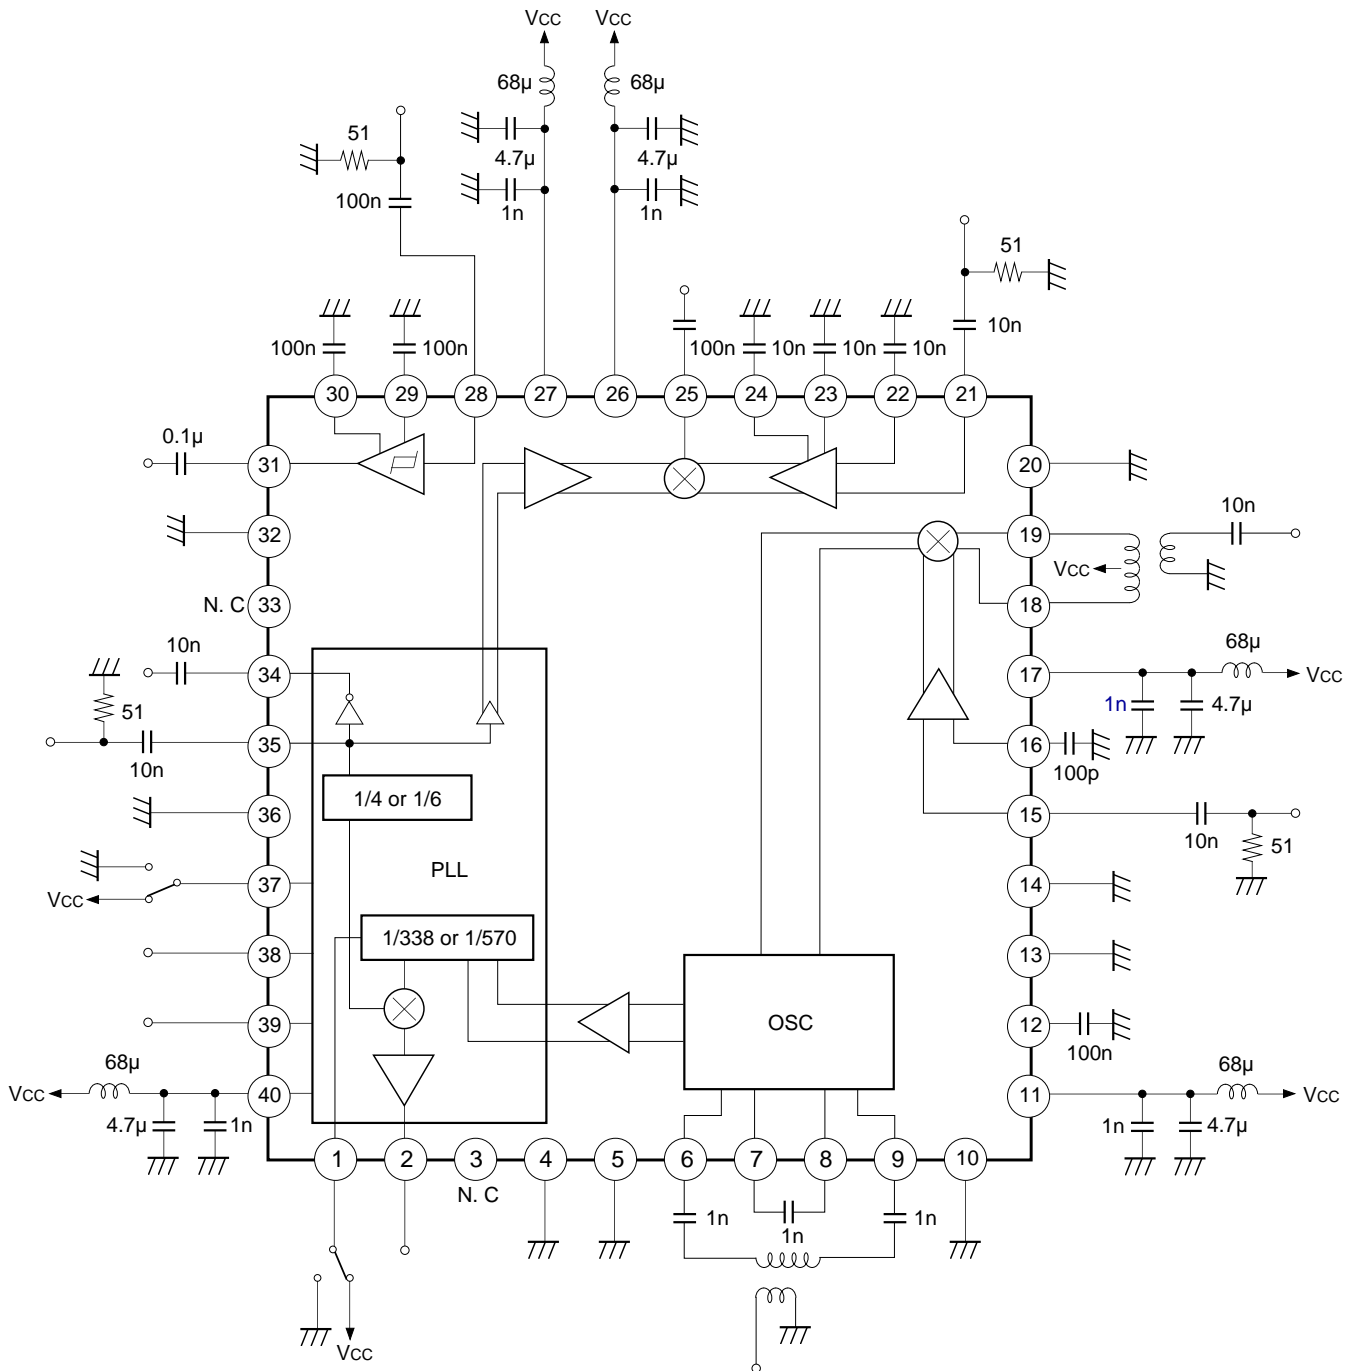 Vcc Vcc
68µ 68µ
51
4.7µ 4.7µ
100n
1n 1n
51
10n
100n 100n 100n 10n 10n 10n
30 29 28 27 26 25 24 23 22 21
0.1µ
31 20
10n
32 19
Vcc
N. C 33 18
10n
68µ
34 17
Vcc
51
1n 4.7µ
35 16
10n 100p
1/4 or 1/6
36 15
10n 51
PLL
37 14
Vcc
1/338 or 1/570
38 13
39 OSC 12
100n
68µ 68µ
Vcc 40 11 Vcc
4.7µ 1n 1n 4.7µ
1 2 3 4 5 6 7 8 9 10
N. C
1n 1n 1n
Vcc